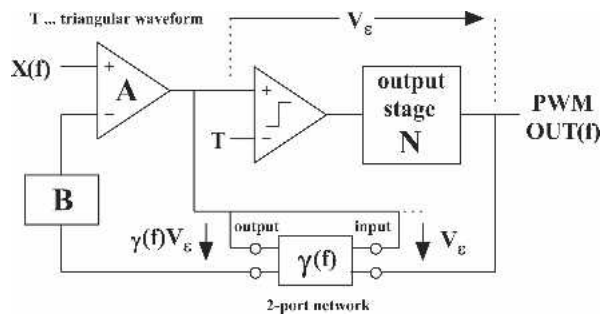 T ... triangular waveform
Vε
X(f)
+
A
−
+
−
T
output
stage
N
PWM
OUT(f)
B
output
input
γ(f)Vε
γ(f)
Vε
2-port network